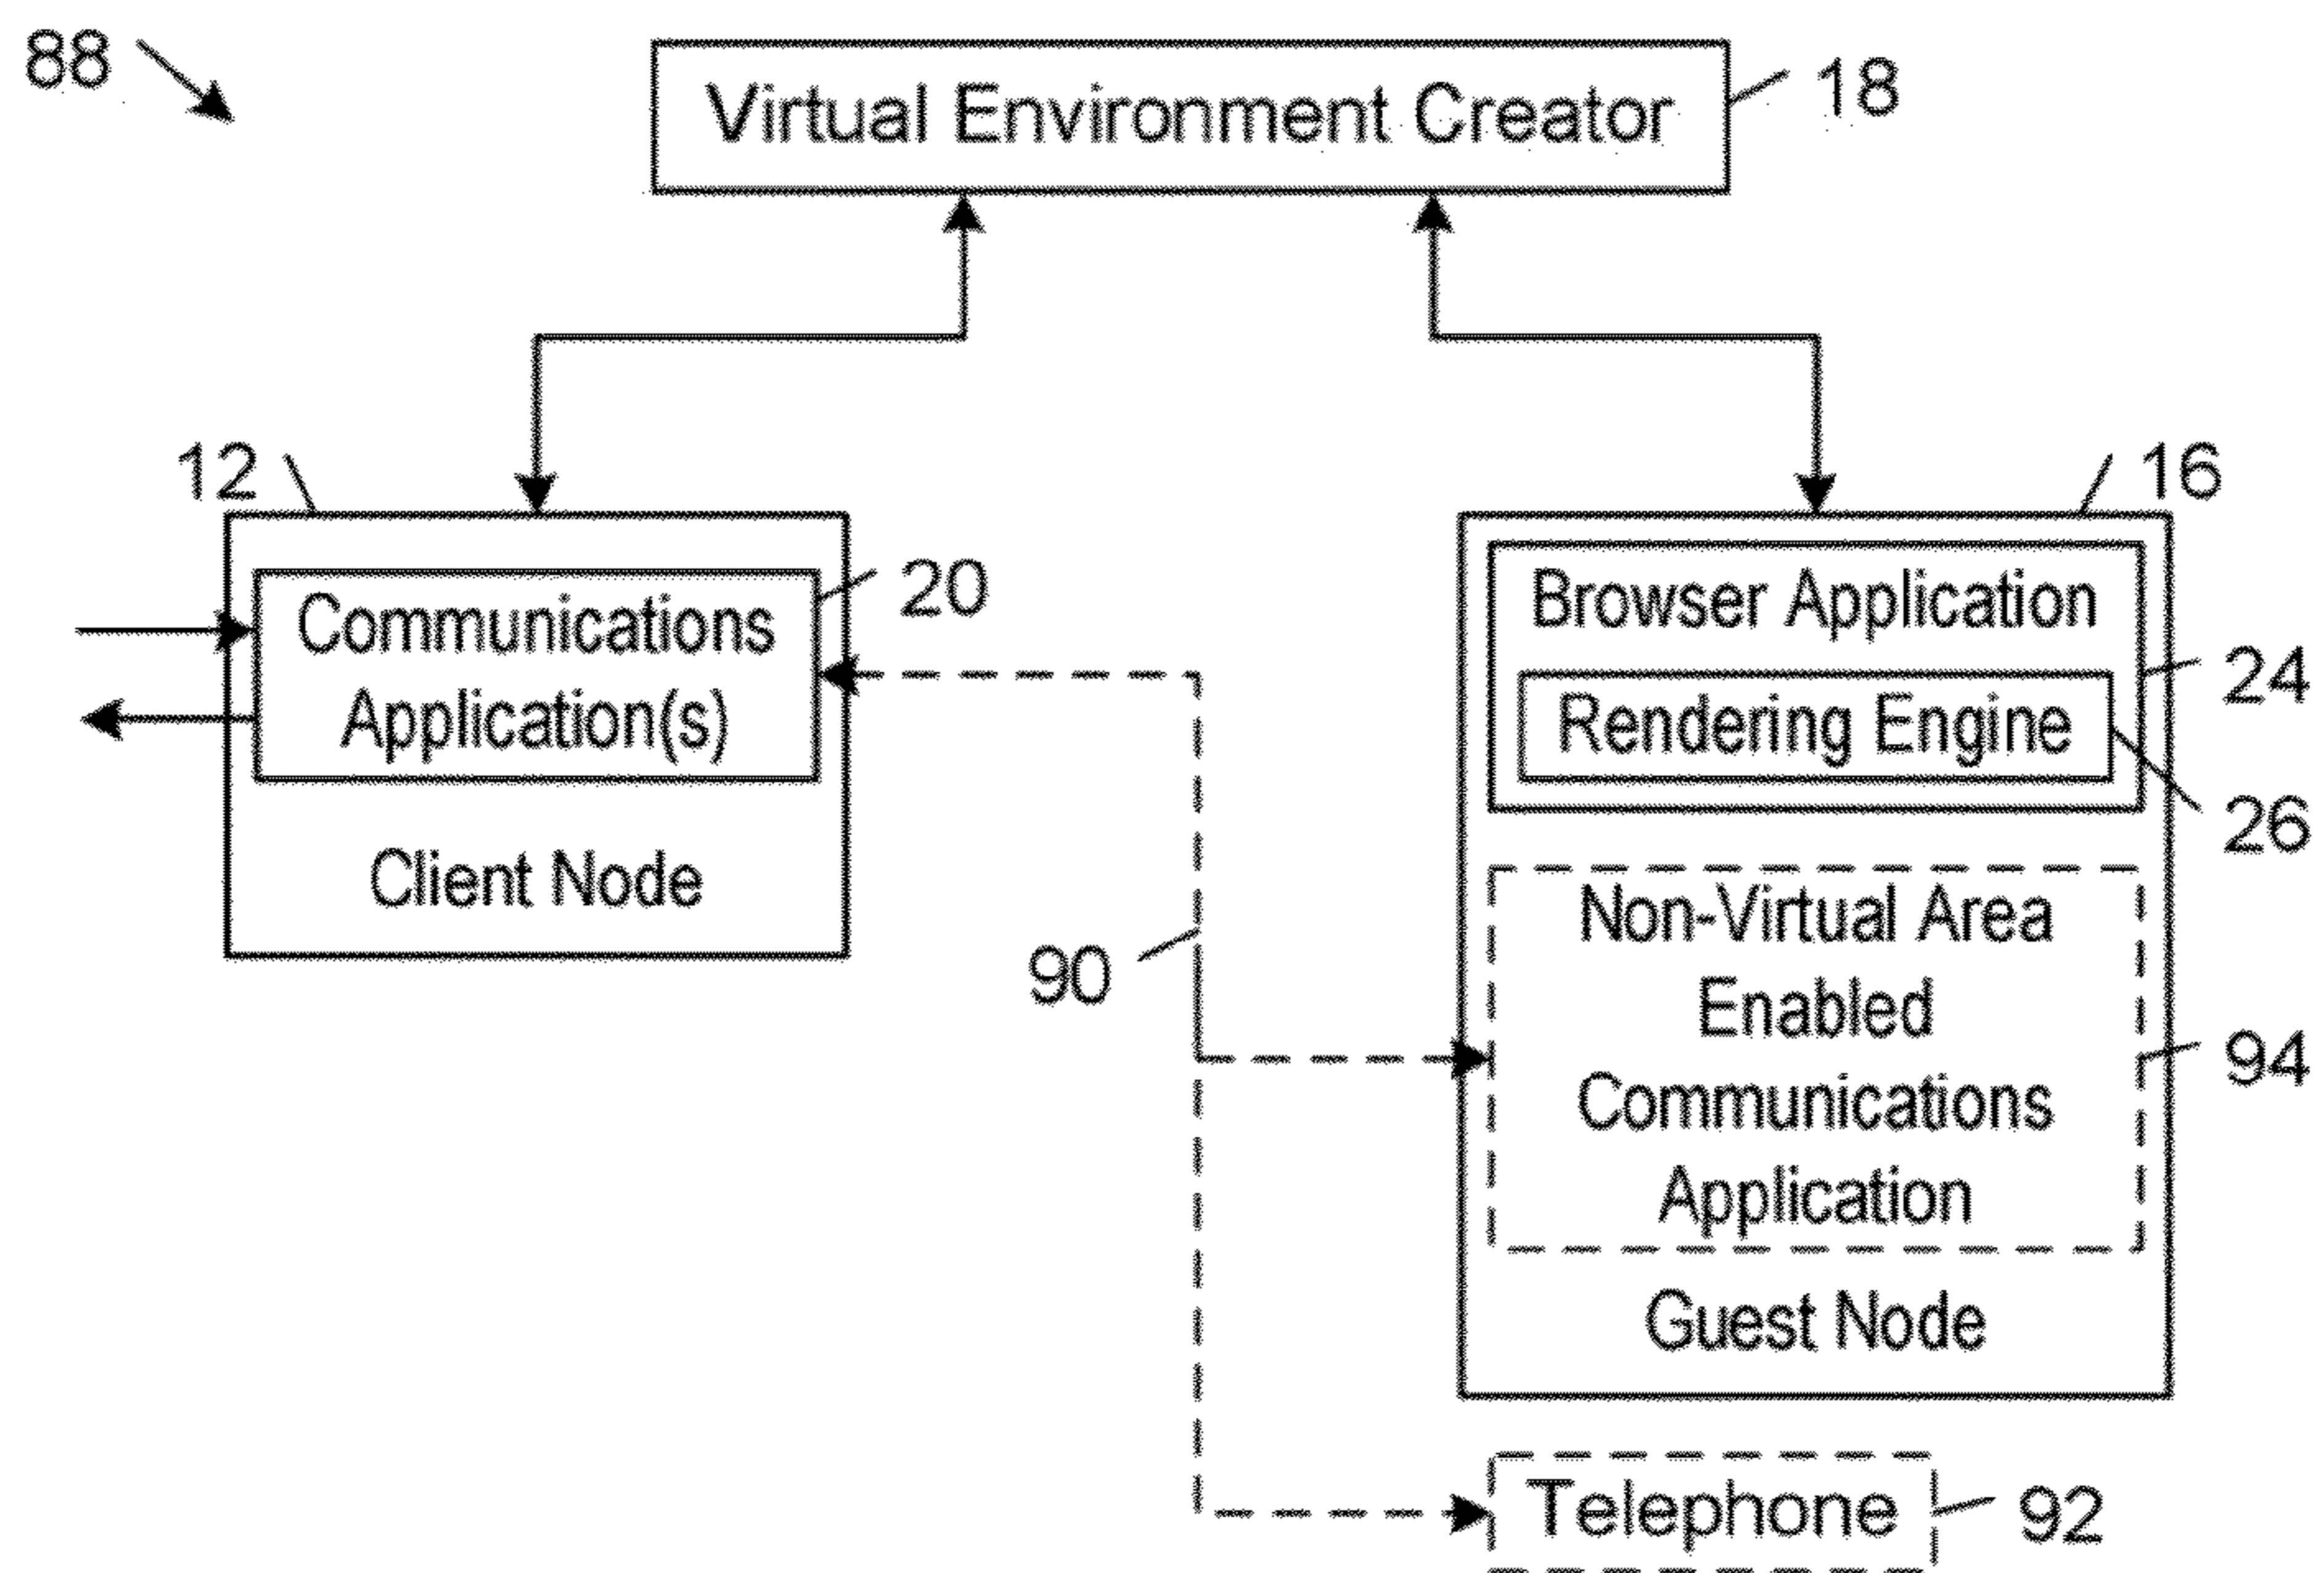 88
Virtual Environment Creator
18
12
16
Communications
Application(s)
20
Client Node
Browser Application
24
Rendering Engine
26
90
Non-Virtual Area
Enabled
Communications
Application
94
Guest Node
Telephone
92